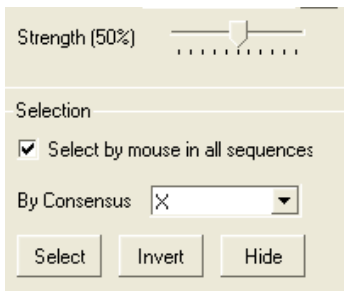 Strength (50%)
Selection
Select by mouse in all sequences
By Consensus X
Select Invert Hide